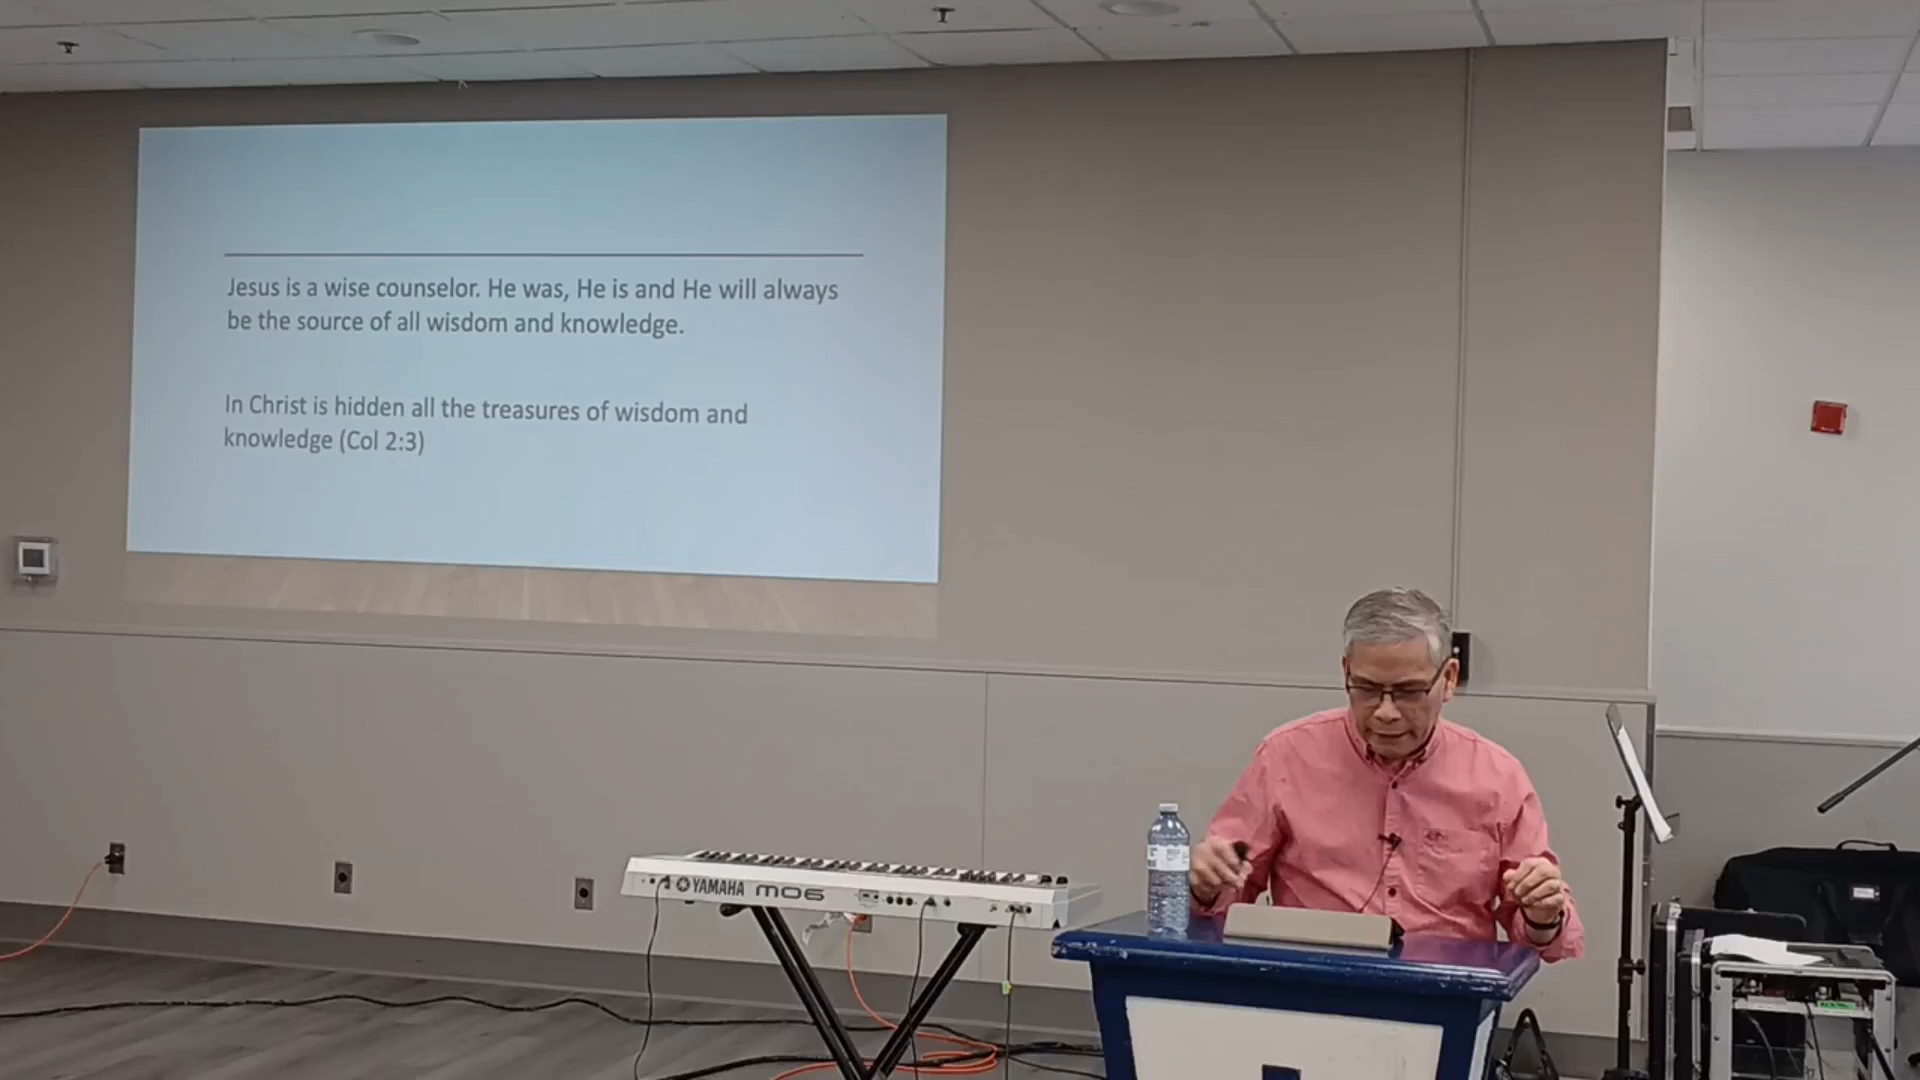 Jesus is a wise counselor. He was, He is and He will always
be the source of all wisdom and knowledge.
In Christ is hidden all the treasures of wisdom and
knowledge (Col 2:3)
YAMAHA MO6